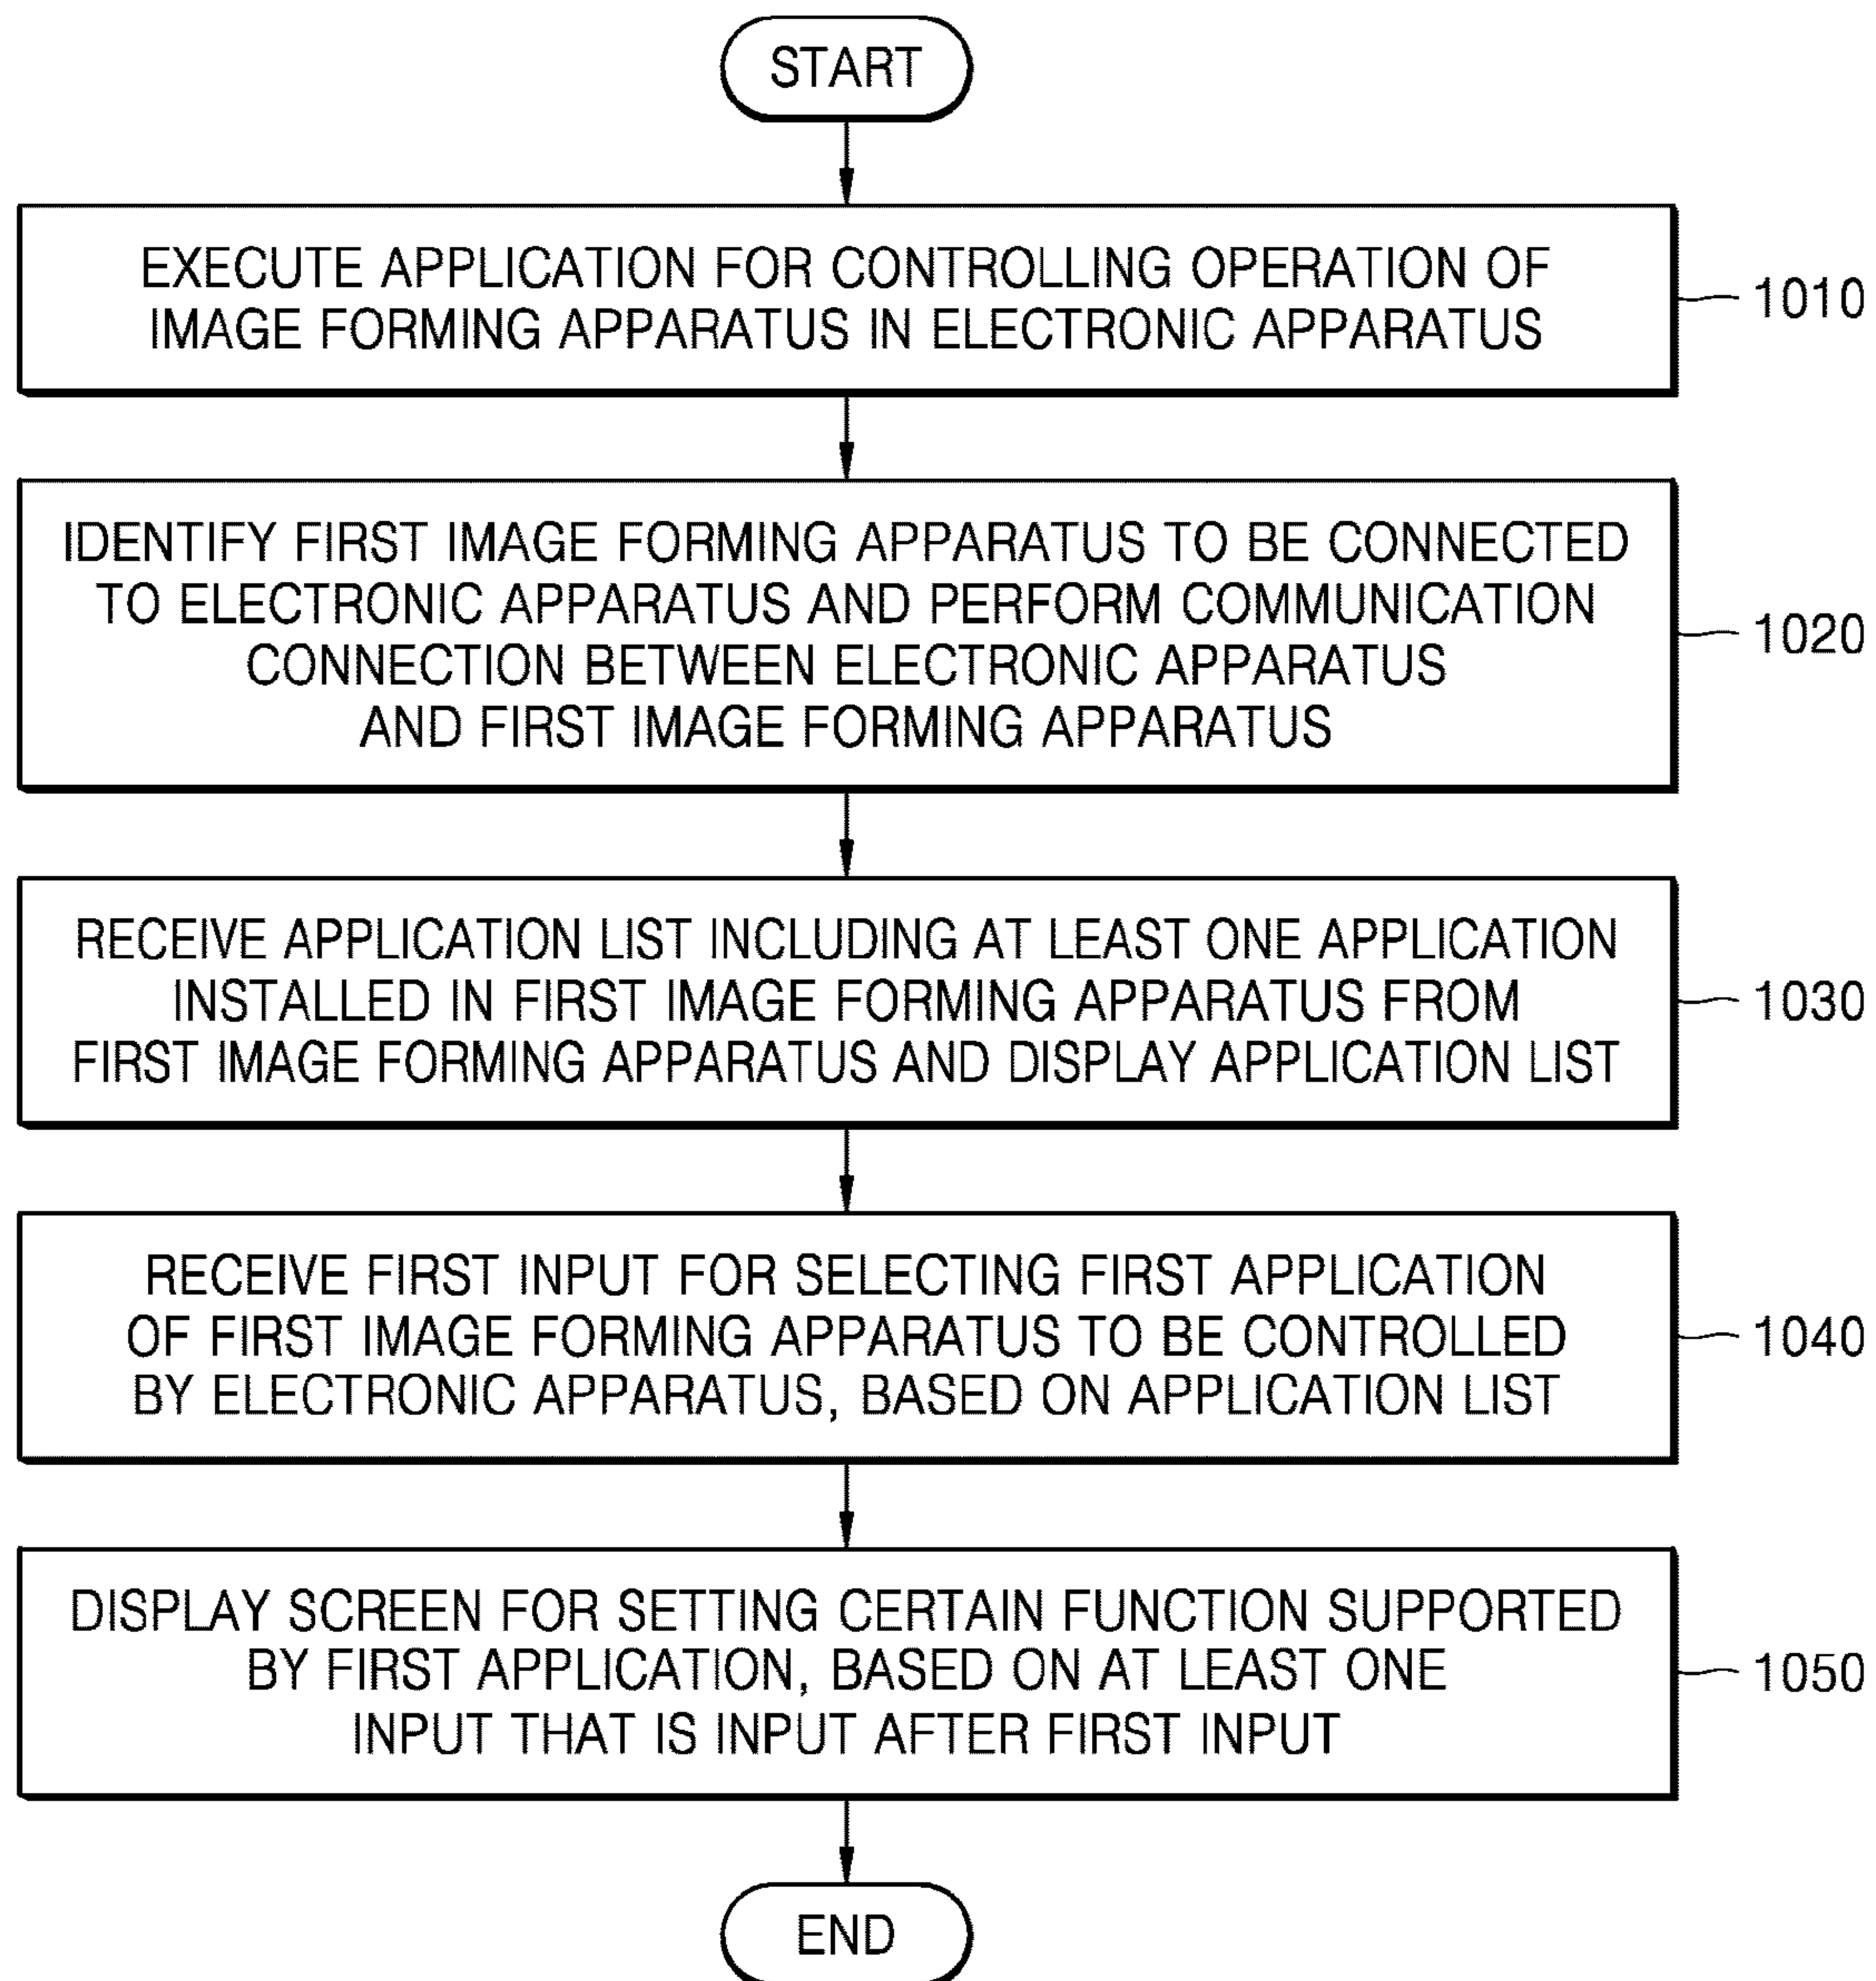 START
EXECUTE APPLICATION FOR CONTROLLING OPERATION OF
IMAGE FORMING APPARATUS IN ELECTRONIC APPARATUS
1010
IDENTIFY FIRST IMAGE FORMING APPARATUS TO BE CONNECTED
TO ELECTRONIC APPARATUS AND PERFORM COMMUNICATION
CONNECTION BETWEEN ELECTRONIC APPARATUS
AND FIRST IMAGE FORMING APPARATUS
1020
RECEIVE APPLICATION LIST INCLUDING AT LEAST ONE APPLICATION
INSTALLED IN FIRST IMAGE FORMING APPARATUS FROM
FIRST IMAGE FORMING APPARATUS AND DISPLAY APPLICATION LIST
1030
RECEIVE FIRST INPUT FOR SELECTING FIRST APPLICATION
OF FIRST IMAGE FORMING APPARATUS TO BE CONTROLLED
BY ELECTRONIC APPARATUS, BASED ON APPLICATION LIST
1040
DISPLAY SCREEN FOR SETTING CERTAIN FUNCTION SUPPORTED
BY FIRST APPLICATION, BASED ON AT LEAST ONE
INPUT THAT IS INPUT AFTER FIRST INPUT
1050
END